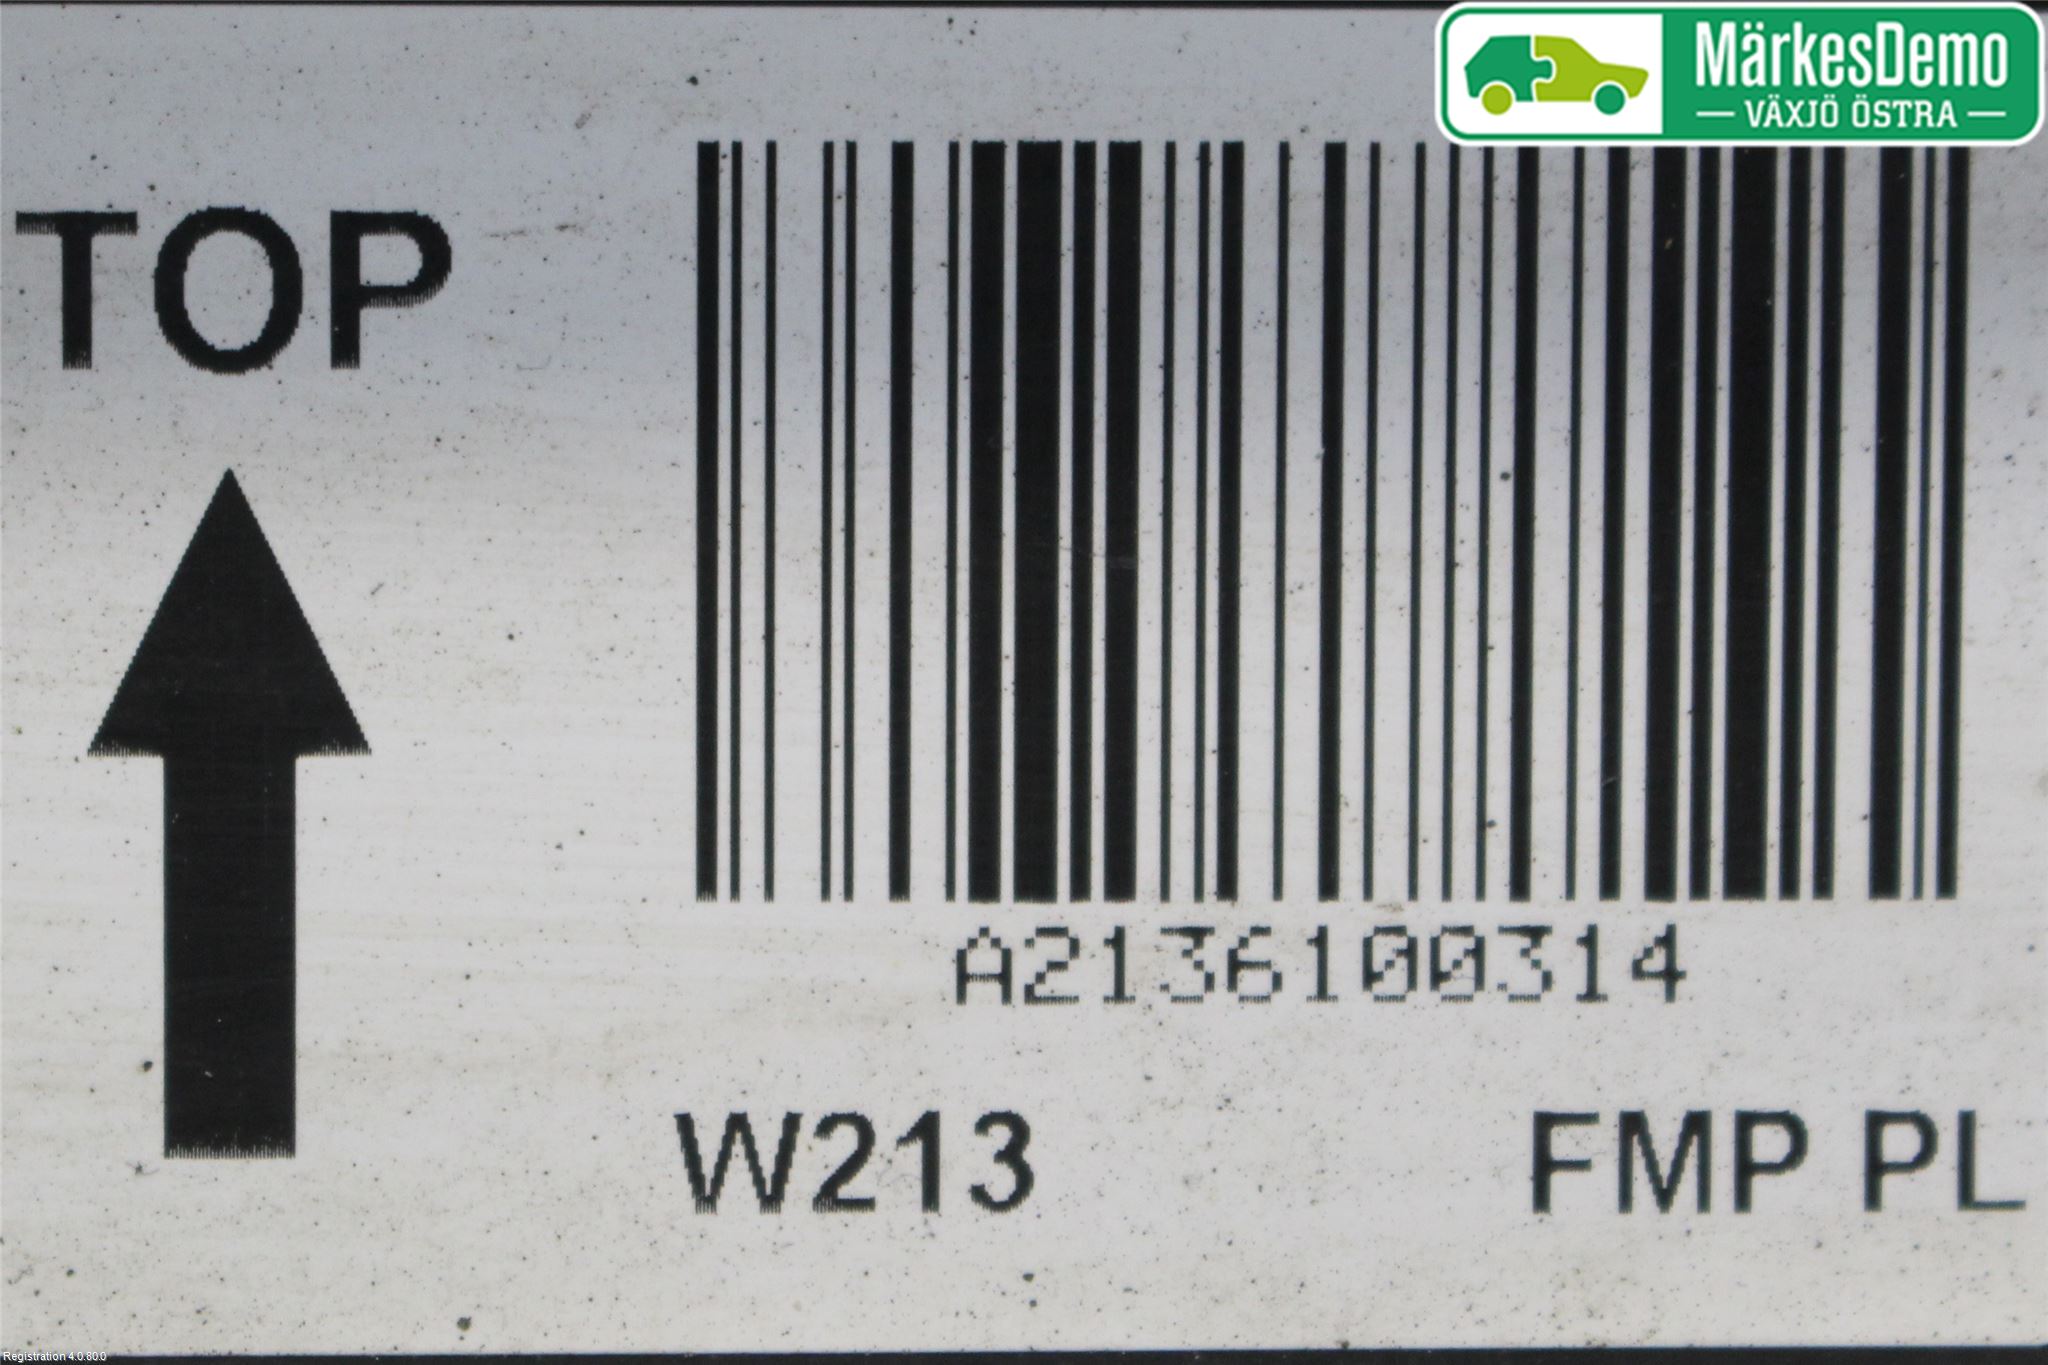 MärkesDemo
VÄXJÖ ÖSTRA
TOP
A2136100314
W213 FMP PL
Registration 4.0.80.0